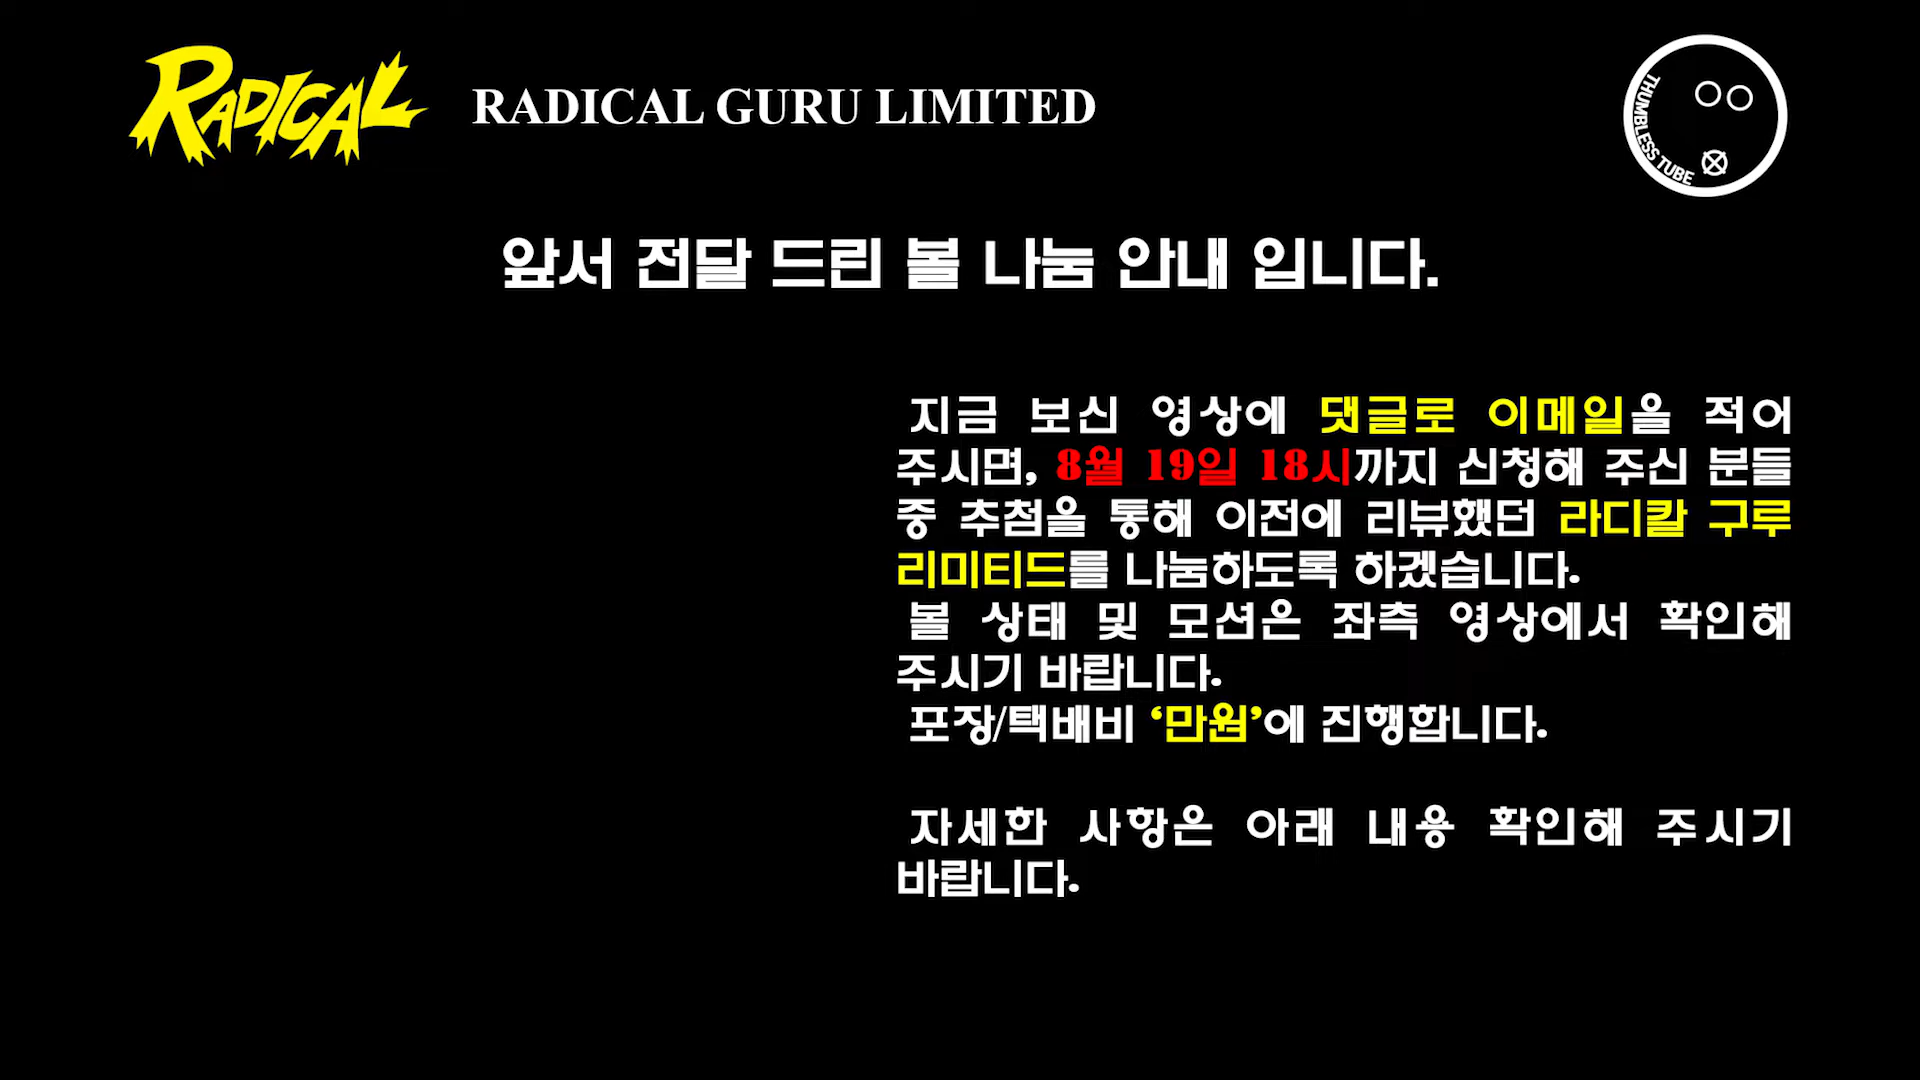 RADICAL
RADICAL GURU LIMITED
THUMBLESS TUBE
앞서 전달 드린 볼 나눔 안내 입니다.
지금 보신 영상에 댓글로 이메일을 적어
주시면, 8월 19일 18시까지 신청해 주신 분들
중 추첨을 통해 이전에 리뷰했던 라디칼 구루
리미티드를 나눔하도록 하겠습니다.
볼 상태 및 모션은 좌측 영상에서 확인해
주시기 바랍니다.
포장/택배비 ‘만원’에 진행합니다.
자세한 사항은 아래 내용 확인해 주시기
바랍니다.